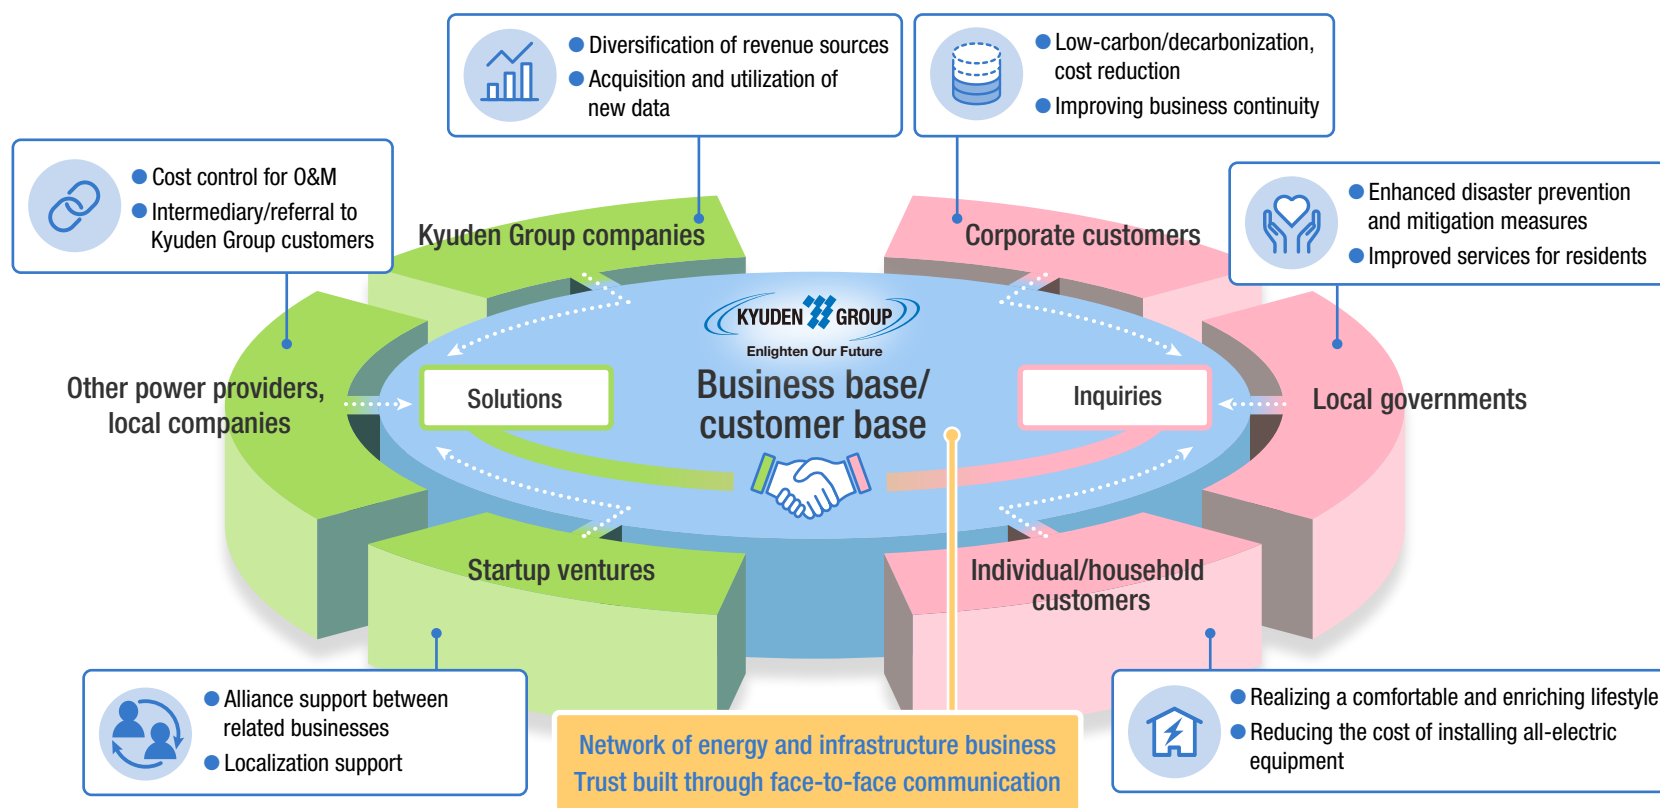 ● Diversification of revenue sources
● Acquisition and utilization of
new data
● Low-carbon/decarbonization,
cost reduction
● Improving business continuity
● Cost control for O&M
● Intermediary/referral to
Kyuden Group customers
● Enhanced disaster prevention
and mitigation measures
● Improved services for residents
Kyuden Group companies
Corporate customers
KYUDEN GROUP
Enlighten Our Future
Business base/
customer base
Other power providers,
local companies
Solutions
Inquiries
Local governments
Startup ventures
Individual/household
customers
● Alliance support between
related businesses
● Localization support
Network of energy and infrastructure business
Trust built through face-to-face communication
● Realizing a comfortable and enriching lifestyle
● Reducing the cost of installing all-electric
equipment